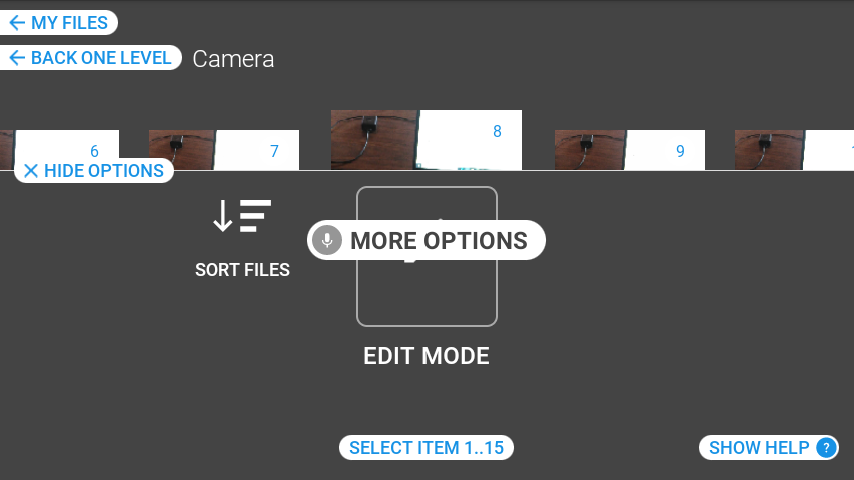 MY FILES
BACK ONE LEVEL Camera
6 7 8 9
HIDE OPTIONS
MORE OPTIONS
SORT FILES
EDIT MODE
SELECT ITEM 1..15
SHOW HELP ?